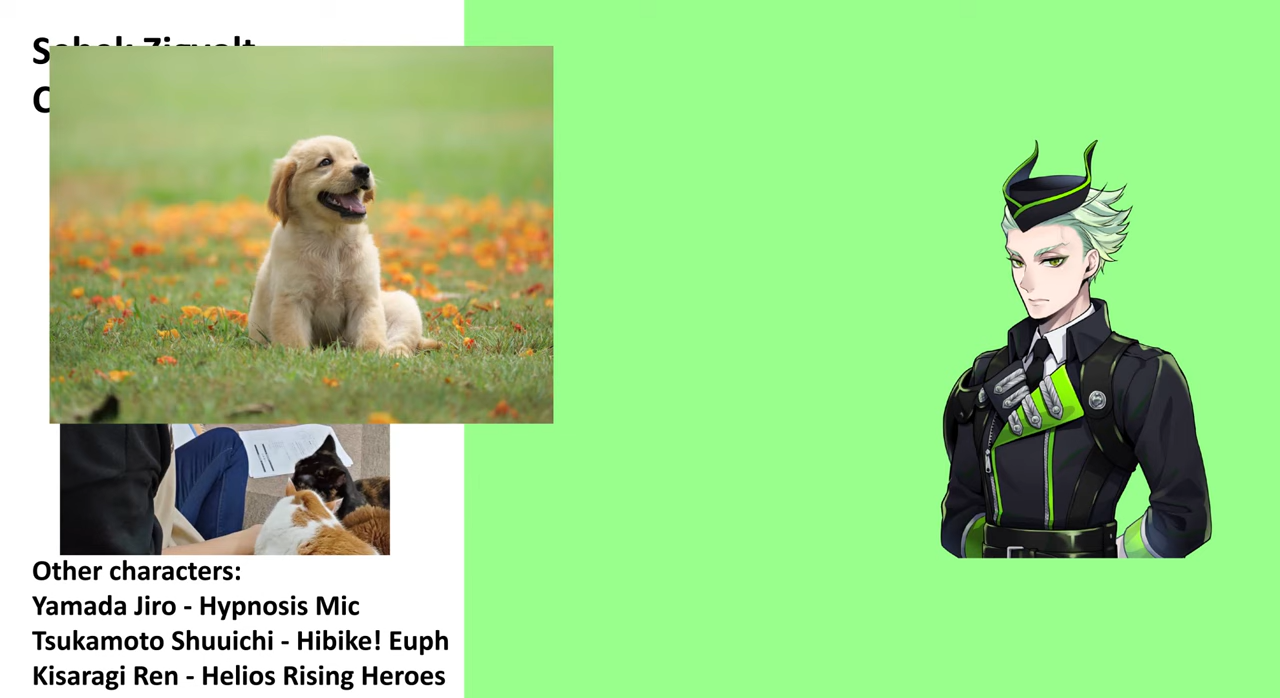 Other characters:
Yamada Jiro - Hypnosis Mic
Tsukamoto Shuuichi - Hibike! Euph
Kisaragi Ren - Helios Rising Heroes